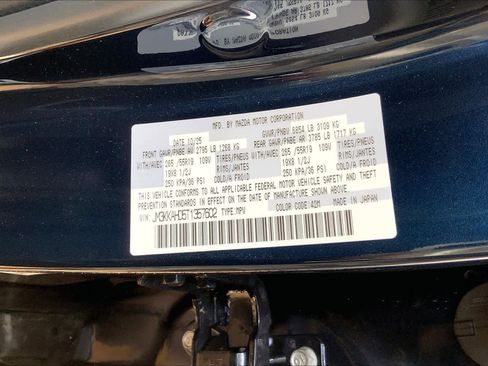 MFG. BY MAZDA MOTOR CORPORATION
DATE 10/25 GVWR/PNBV 6854 LB 3109 KG
FRONT GAWR/PNBE AV 2795 LB 1268 KG REAR GAWR/PNBE AR 3785 LB 1717 KG
WITH/AVEC 265 /55R19 109V TIRES/PNEUS WITH/AVEC 265 /55R19 109V TIRES/PNEUS
19X8 1/2J RIMS/JANTES 19X8 1/2J RIMS/JANTES
250 KPA/36 PSI COLD/A FROID 250 KPA/36 PSI COLD/A FROID
THIS VEHICLE CONFORMS TO ALL APPLICABLE FEDERAL MOTOR VEHICLE SAFETY AND THEFT
PREVENTION STANDARDS IN EFFECT ON THE DATE OF MANUFACTURE SHOWN ABOVE.
JM3KKAHD5T1357602 TYPE:MPV COLOR:42M MADE IN JAPAN